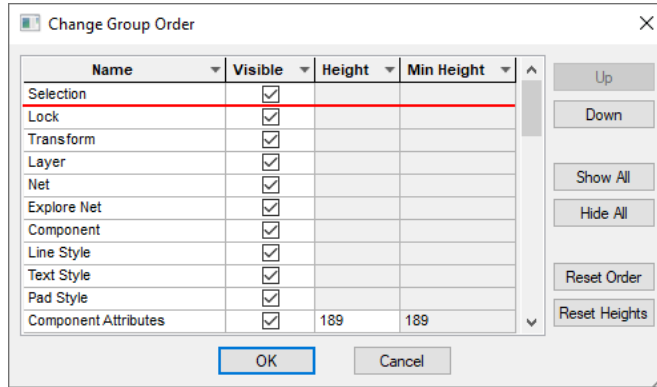 Change Group Order
Name Visible Height Min Height
Selection
Lock
Transform
Layer
Net
Explore Net
Component
Line Style
Text Style
Pad Style
Component Attributes 189 189
Up
Down
Show All
Hide All
Reset Order
Reset Heights
OK Cancel